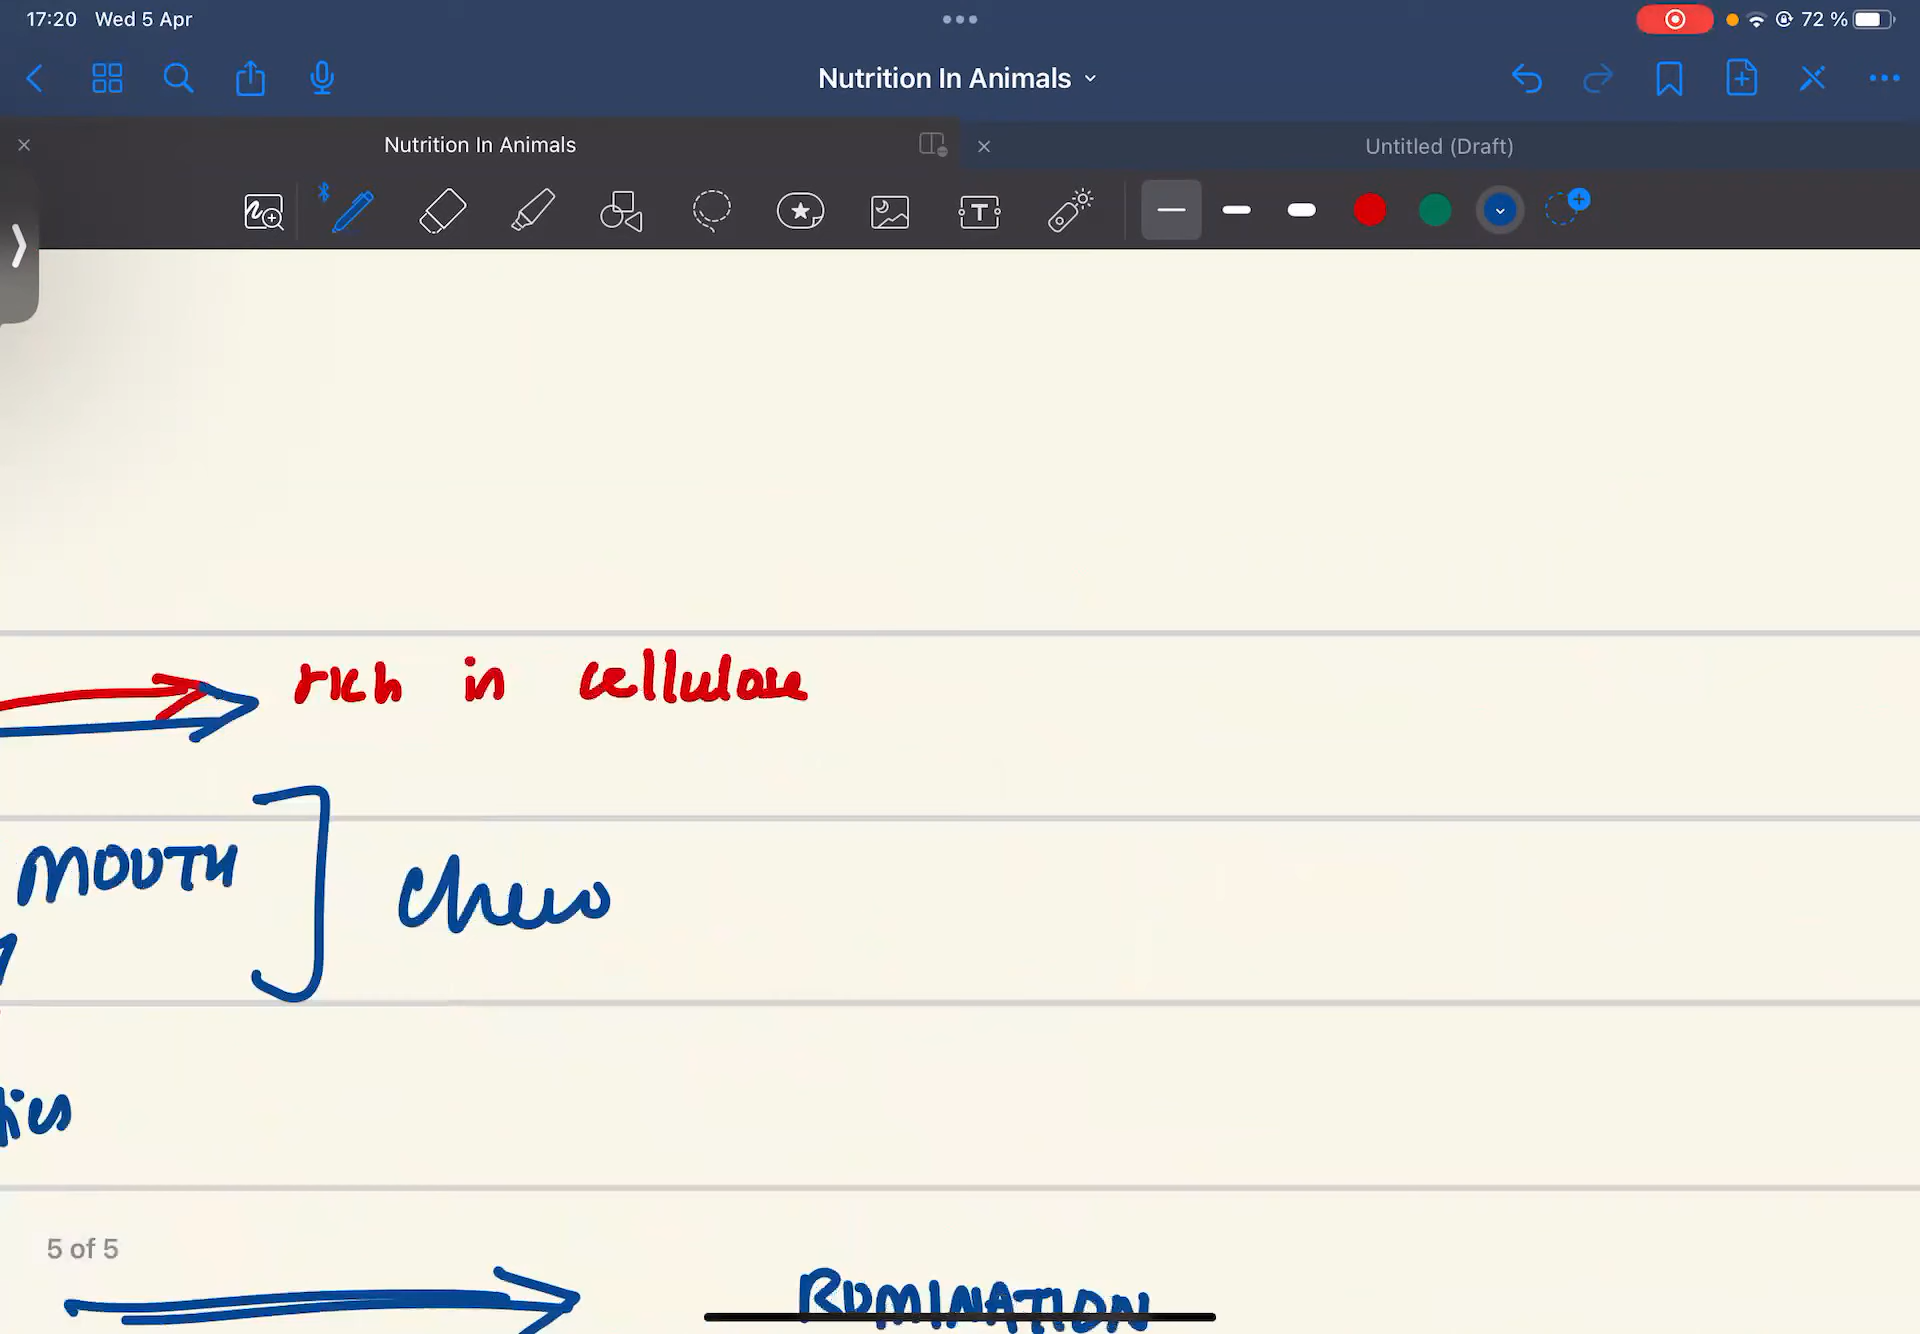 17:20 Wed 5 Apr
72 %
Nutrition In Animals
Nutrition In Animals
Untitled (Draft)
rich in cellulose
MOUTH
chew
5 of 5
RUMINATION